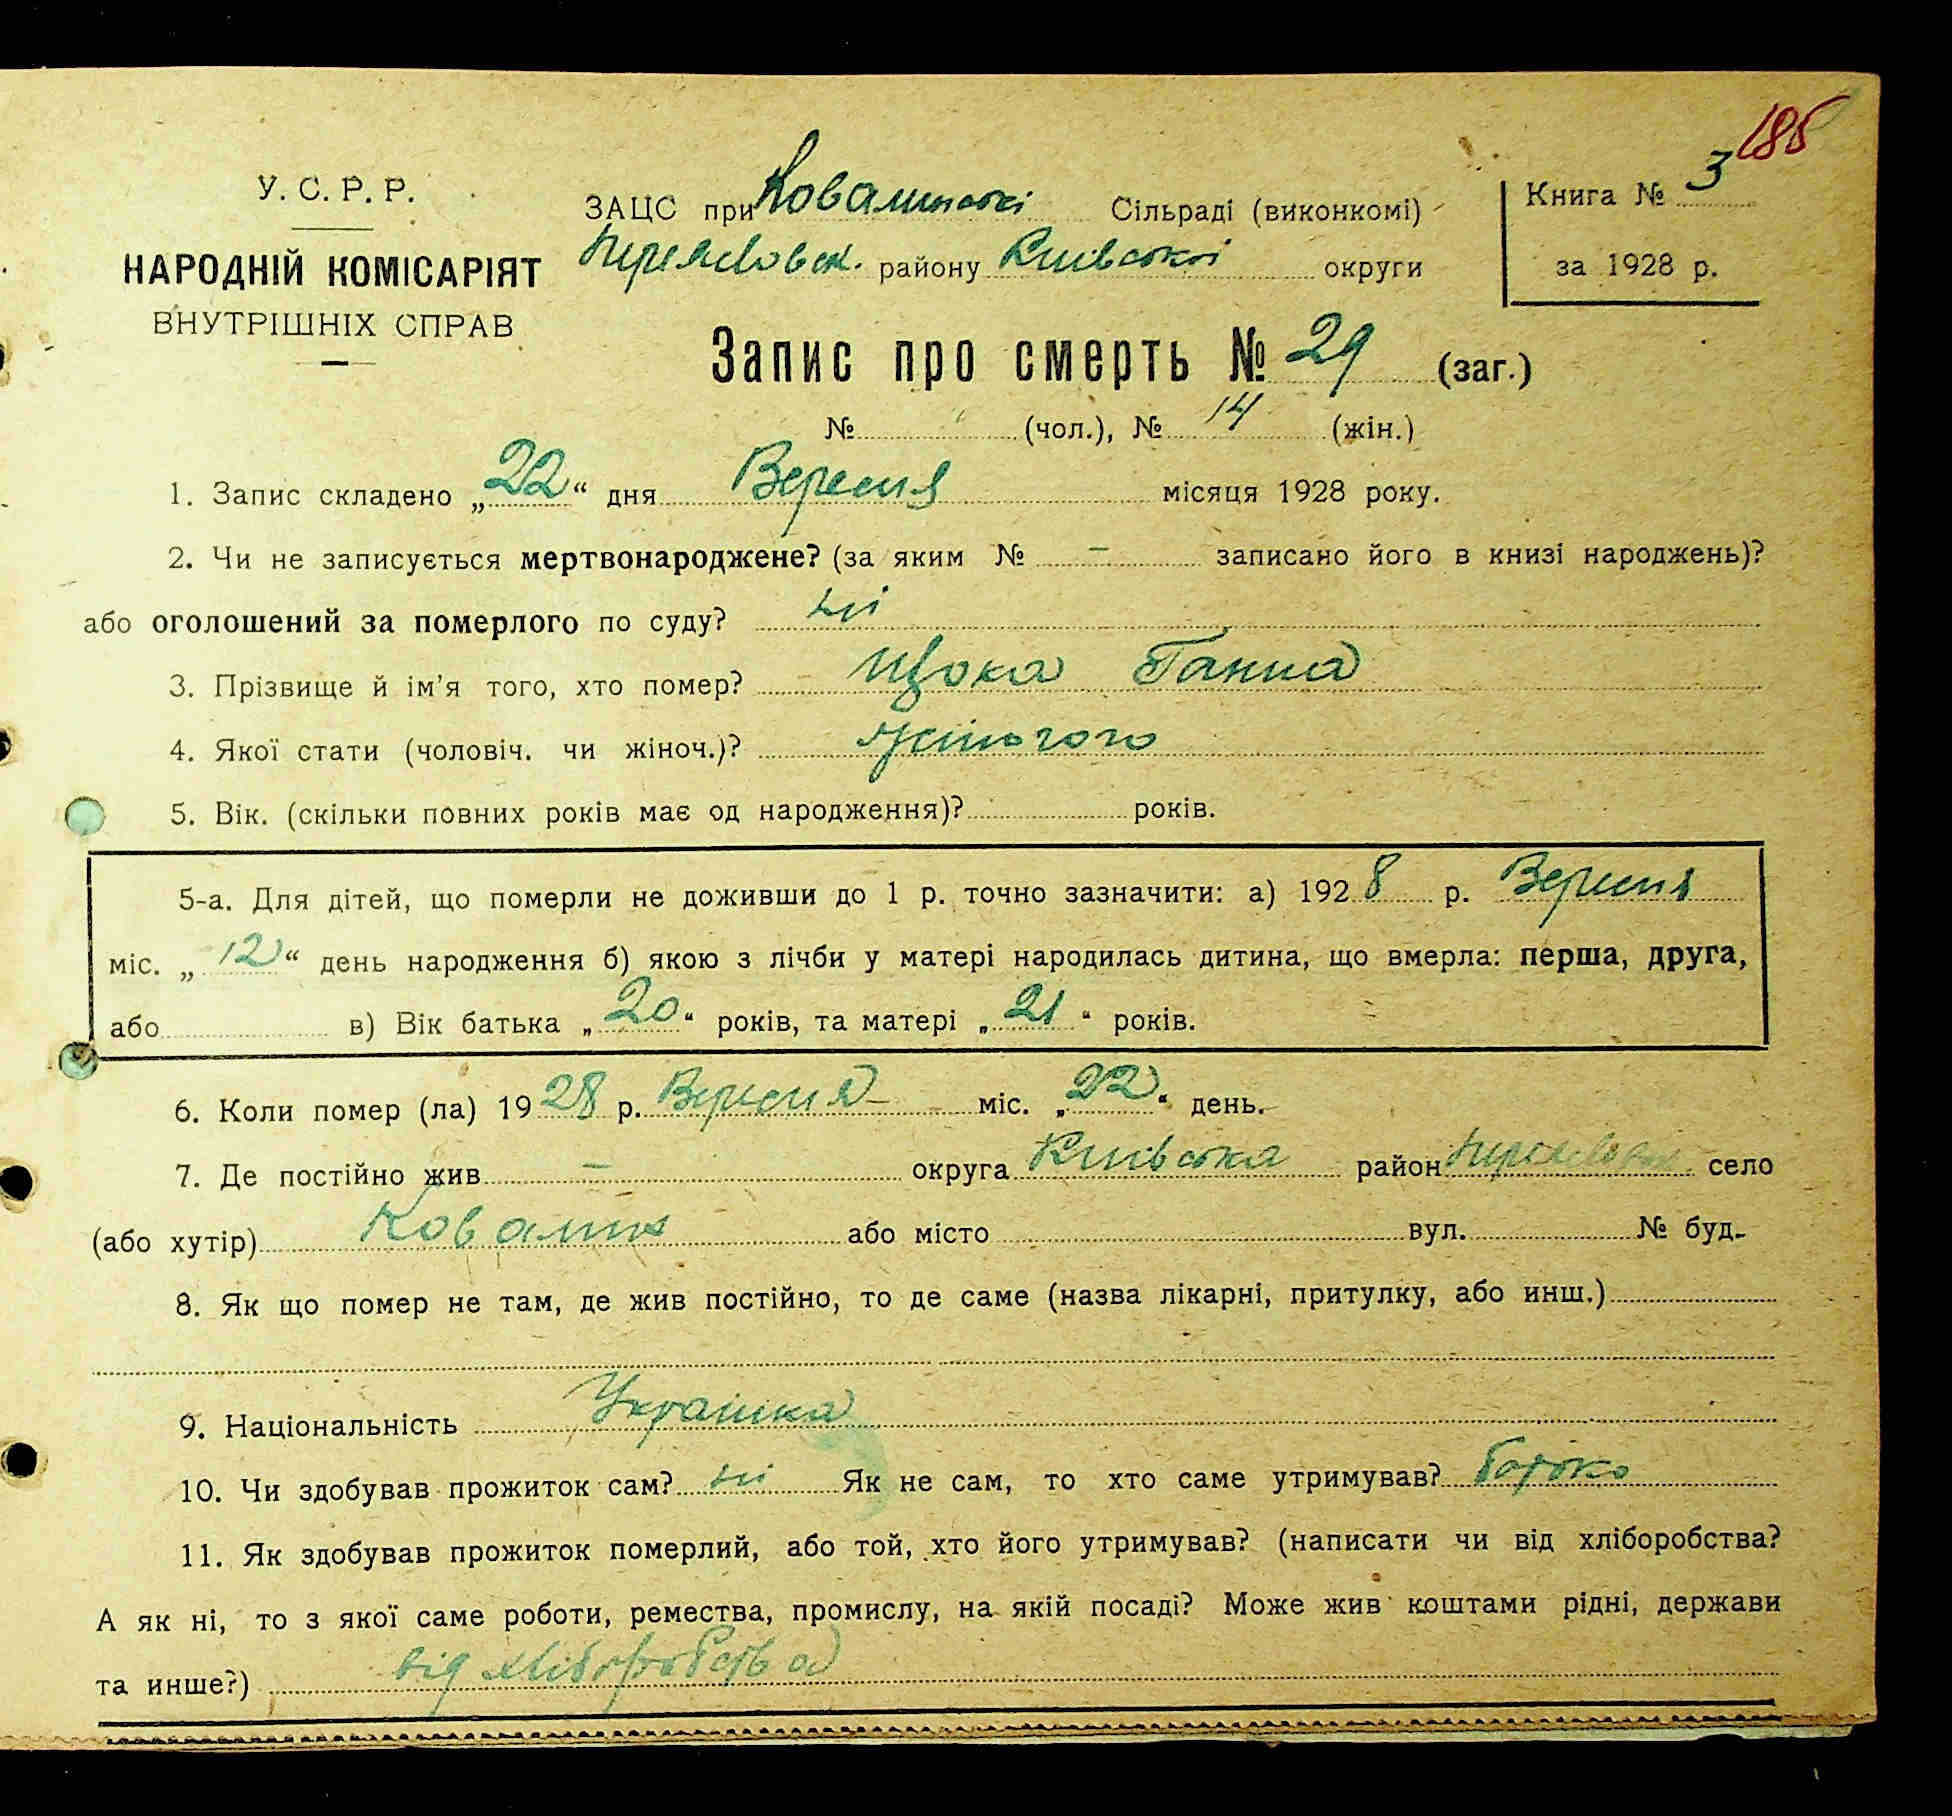 185
У. С. Р. Р.
НАРОДНІЙ КОМІСАРІЯТ
ВНУТРІШНІХ СПРАВ
ЗАЦС при Ковалинські Сільраді (виконкомі)
Переясловськ. району Київської округи
Книга № 3
за 1928 р.
Запис про смерть № 29 (заг.)
№ (чол.), № 14 (жін.)
1. Запис складено „22“ дня Вересня місяця 1928 року.
2. Чи не записується мертвонароджене? (за яким № – записано його в книзі народжень)?
або оголошений за померлого по суду? ні
3. Прізвище й ім'я того, хто помер? Цюка Ганна
4. Якої стати (чоловіч. чи жіноч.)? жіночого
5. Вік. (скільки повних років має од народження)? років.
5-а. Для дітей, що померли не доживши до 1 р. точно зазначити: а) 1928 р. Вересня
міс. „12“ день народження б) якою з лічби у матері народилась дитина, що вмерла: перша, друга,
або в) Вік батька „20“ років, та матері „21“ років.
6. Коли помер (ла) 1928 р. Вересня міс. „22“ день.
7. Де постійно жив – округа Київська район село
(або хутір) Ковалин або місто вул. № буд.
8. Як що помер не там, де жив постійно, то де саме (назва лікарні, притулку, або инш.)
9. Національність Українка
10. Чи здобував прожиток сам? ні Як не сам, то хто саме утримував? батько
11. Як здобував прожиток померлий, або той, хто його утримував? (написати чи від хліборобства?
А як ні, то з якої саме роботи, ремества, промислу, на якій посаді? Може жив коштами рідні, держави
та инше?) від хліборобства